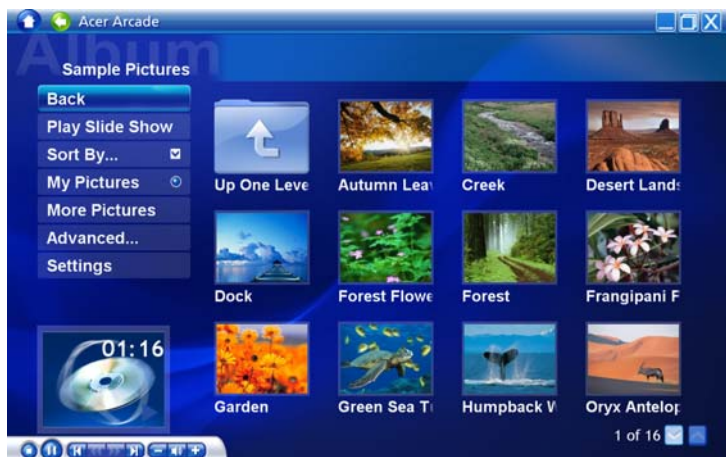 Acer Arcade
Album
Sample Pictures
Back
Play Slide Show
Sort By...
My Pictures
More Pictures
Advanced...
Settings
Up One Leve
Autumn Lea
Creek
Desert Lands
Dock
Forest Flowe
Forest
Frangipani F
Garden
Green Sea T
Humpback W
Oryx Antelop
01:16
1 of 16